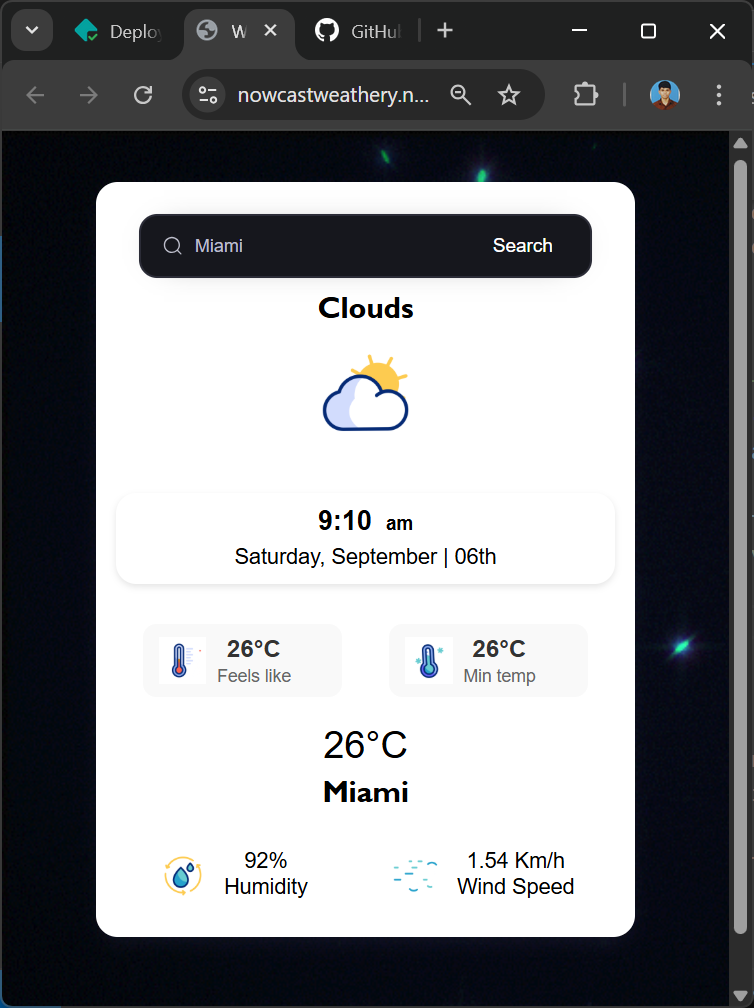 Deploy
W
GitHub
nowcastweathery.n...
Miami
Search
Clouds
9:10 am
Saturday, September | 06th
26°C
Feels like
26°C
Min temp
26°C
Miami
92%
Humidity
1.54 Km/h
Wind Speed